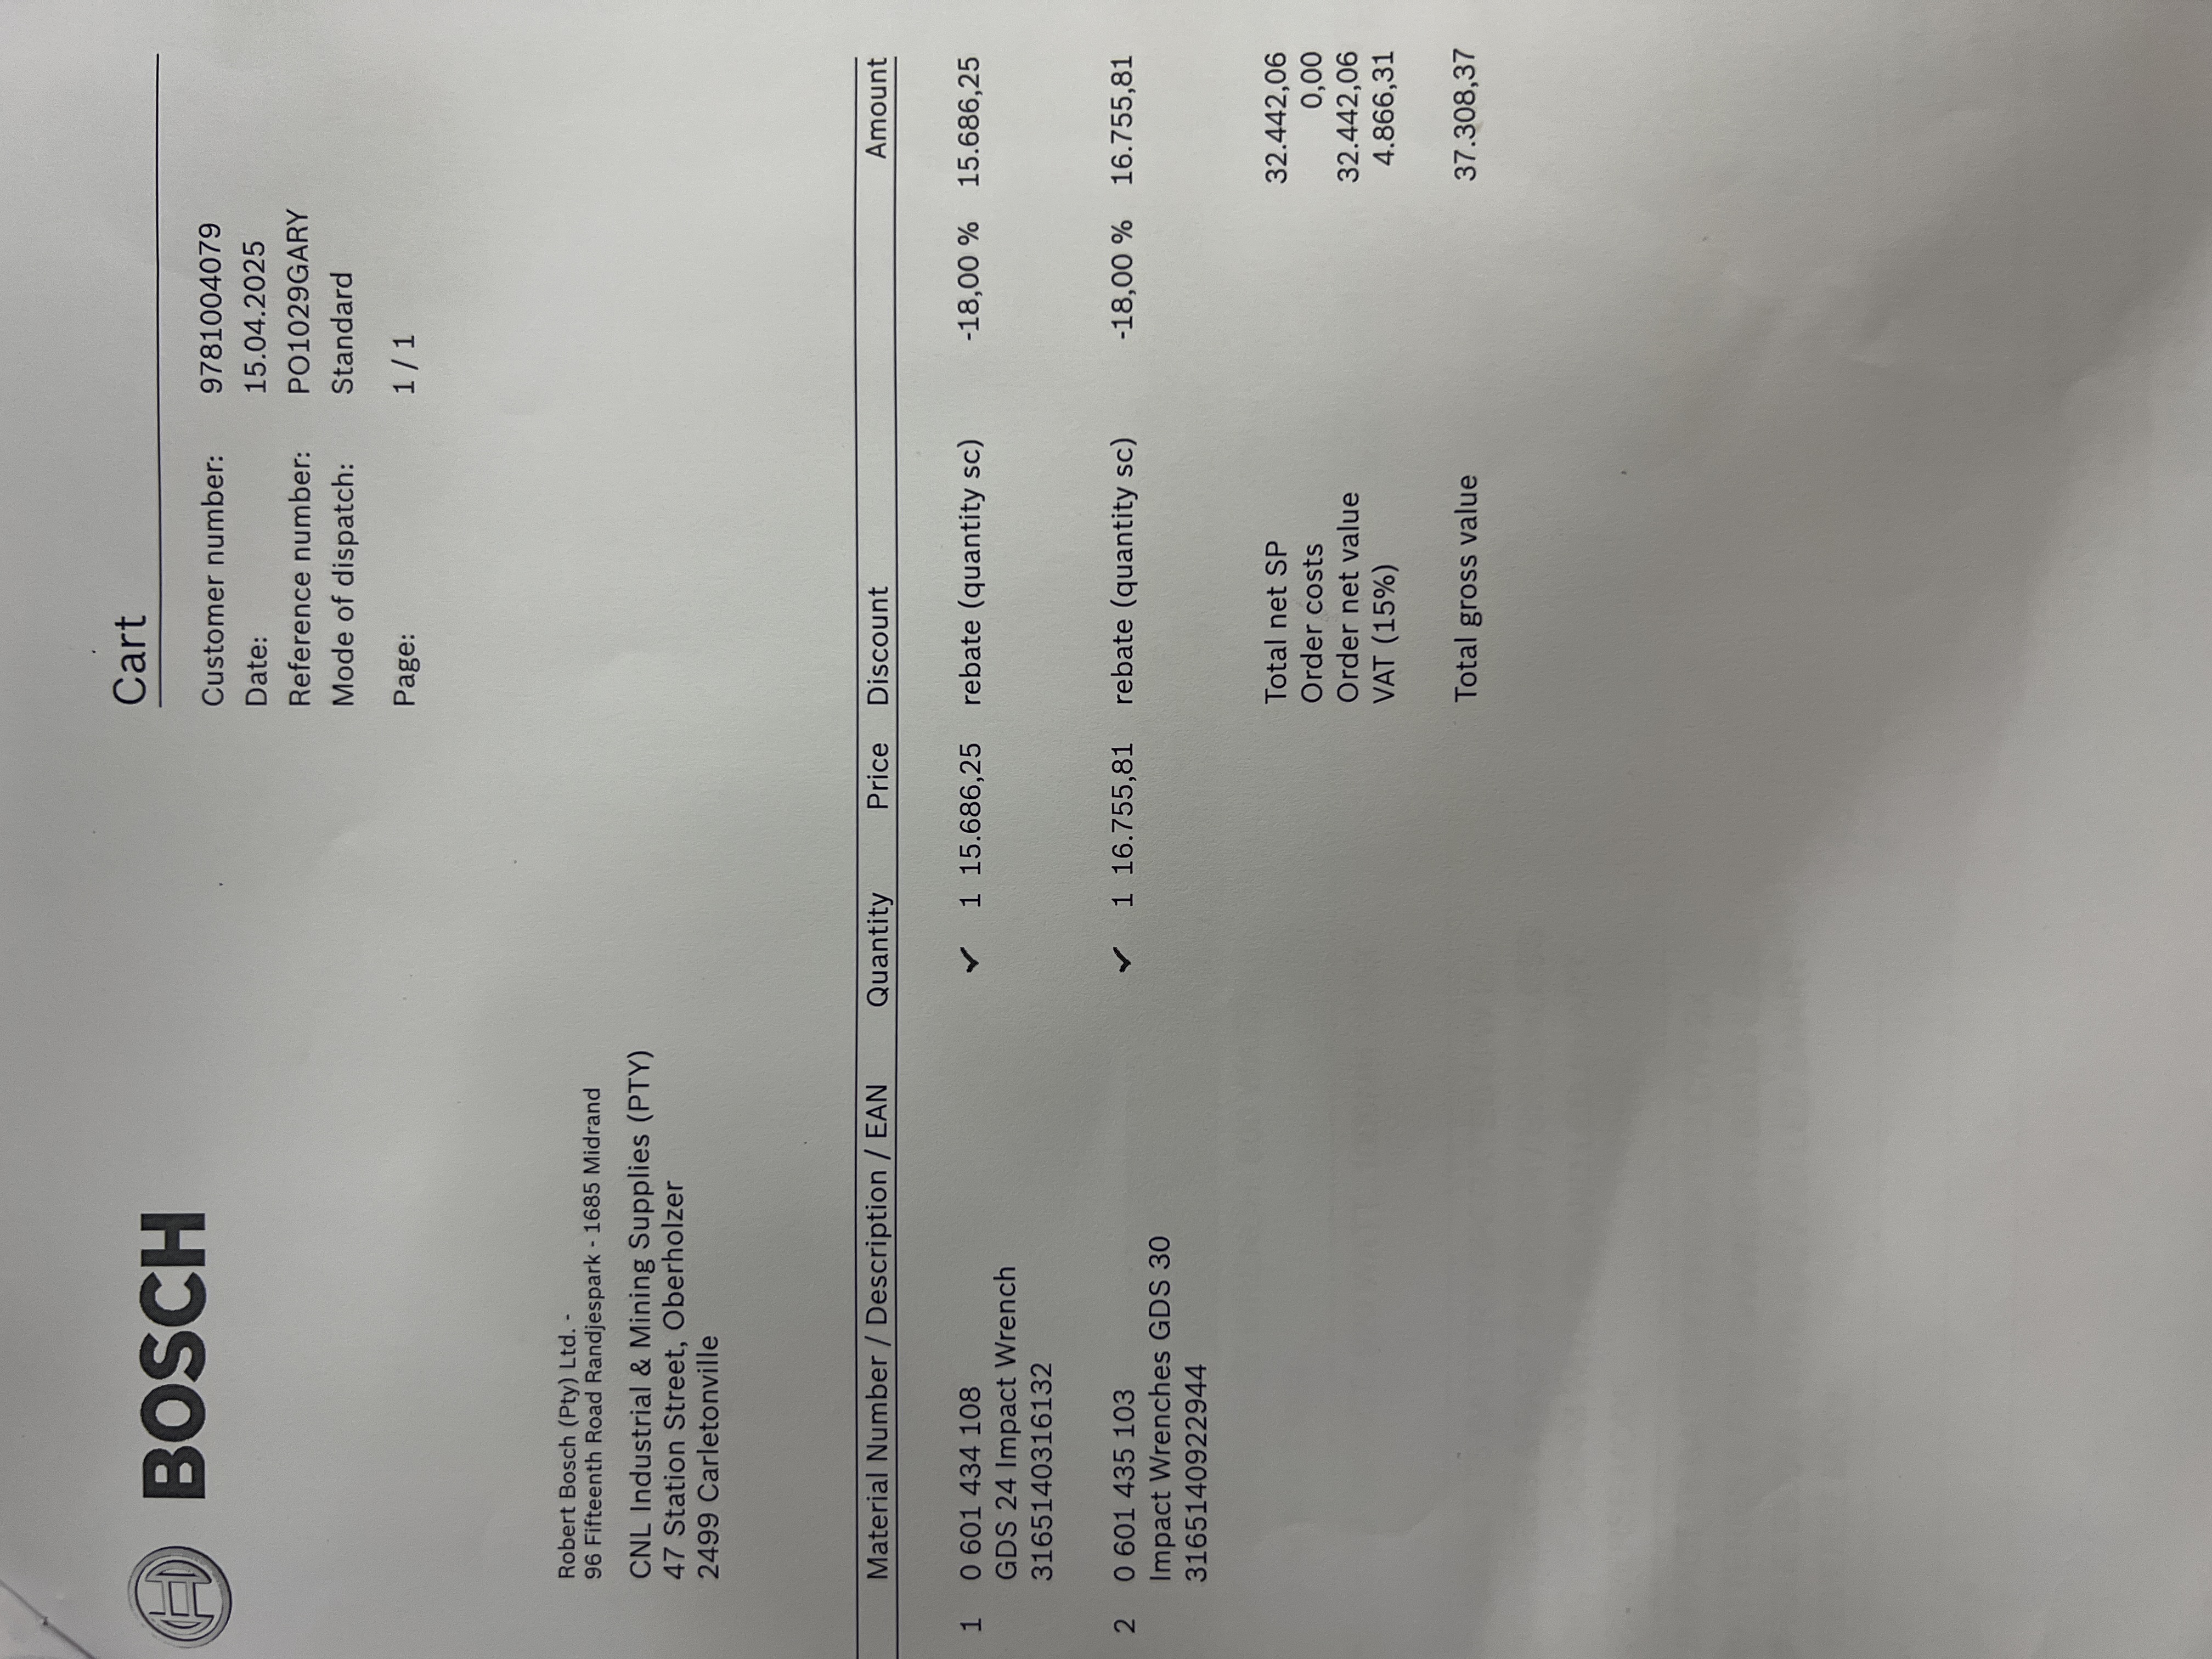 BOSCH
Cart
Customer number: 9781004079
Date: 15.04.2025
Reference number: PO1029GARY
Mode of dispatch: Standard
Page: 1 / 1
Robert Bosch (Pty) Ltd. -
96 Fifteenth Road Randjespark - 1685 Midrand
CNL Industrial & Mining Supplies (PTY)
47 Station Street, Oberholzer
2499 Carletonville
Material Number / Description / EAN Quantity Price Discount Amount
1 0 601 434 108 ✓ 1 15.686,25 rebate (quantity sc) -18,00 % 15.686,25
GDS 24 Impact Wrench
3165140316132
2 0 601 435 103 ✓ 1 16.755,81 rebate (quantity sc) -18,00 % 16.755,81
Impact Wrenches GDS 30
3165140922944
Total net SP 32.442,06
Order costs 0,00
Order net value 32.442,06
VAT (15%) 4.866,31
Total gross value 37.308,37